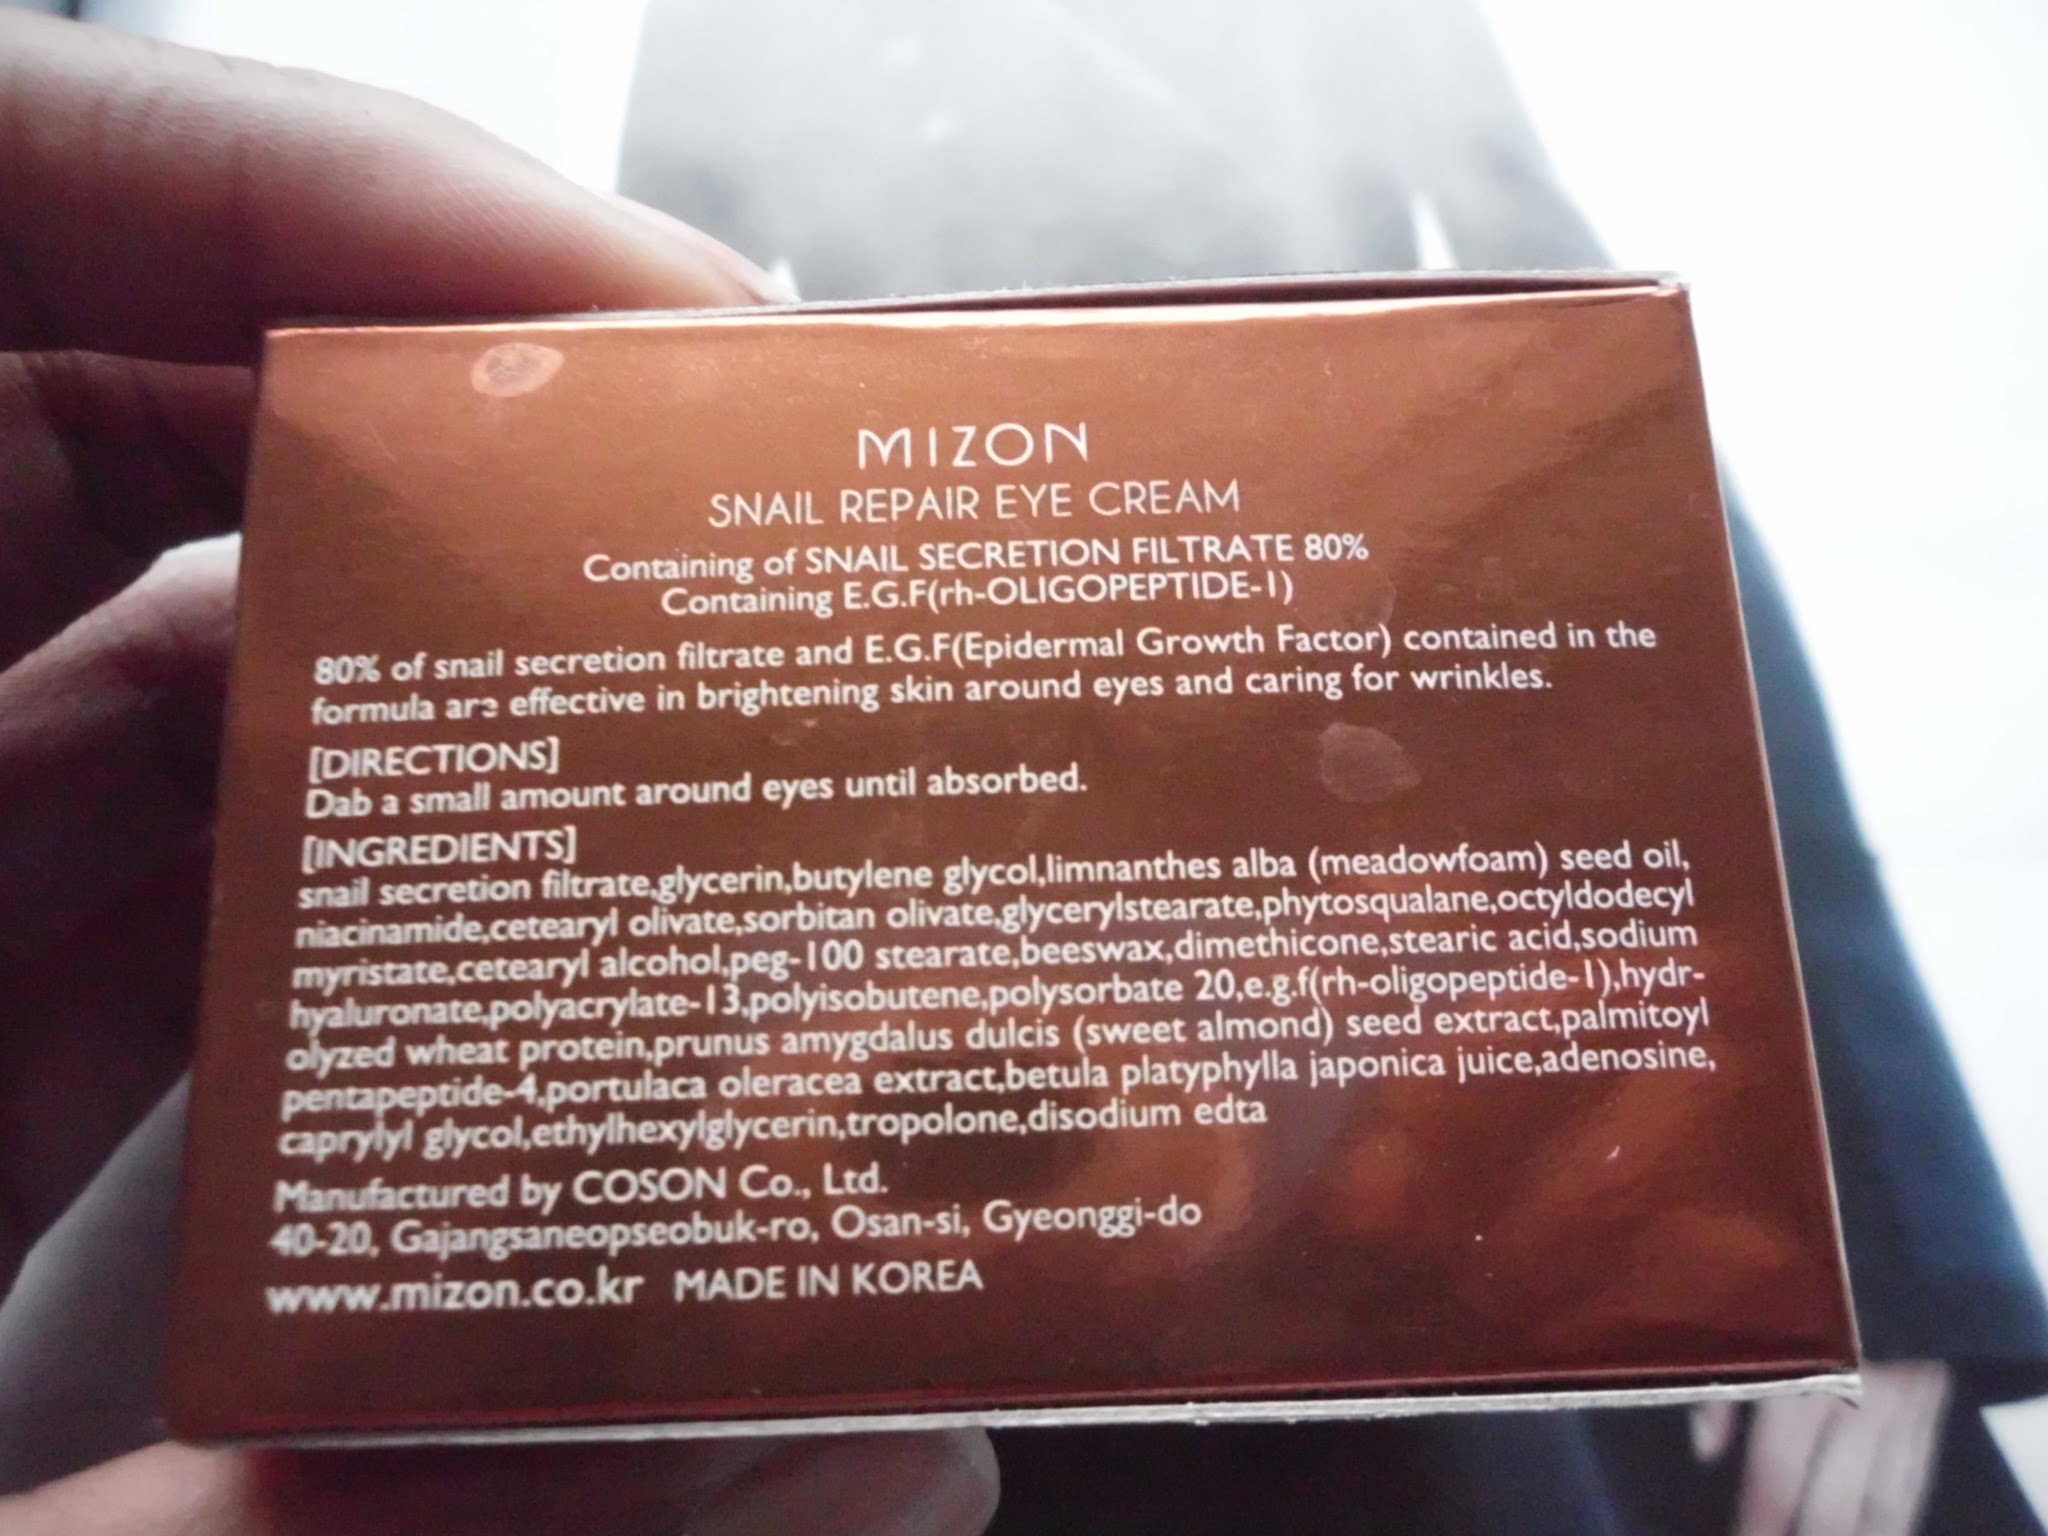 MIZON
SNAIL REPAIR EYE CREAM
Containing of SNAIL SECRETION FILTRATE 80%
Containing E.G.F(rh-OLIGOPEPTIDE-1)
80% of snail secretion filtrate and E.G.F(Epidermal Growth Factor) contained in the
formula are effective in brightening skin around eyes and caring for wrinkles.
[DIRECTIONS]
Dab a small amount around eyes until absorbed.
[INGREDIENTS]
snail secretion filtrate,glycerin,butylene glycol,limnanthes alba (meadowfoam) seed oil,
niacinamide,cetearyl olivate,sorbitan olivate,glycerylstearate,phytosqualane,octyldodecyl
myristate,cetearyl alcohol,peg-100 stearate,beeswax,dimethicone,stearic acid,sodium
hyaluronate,polyacrylate-13,polyisobutene,polysorbate 20,e.g.f(rh-oligopeptide-1),hydr-
olyzed wheat protein,prunus amygdalus dulcis (sweet almond) seed extract,palmitoyl
pentapeptide-4,portulaca oleracea extract,betula platyphylla japonica juice,adenosine,
caprylyl glycol,ethylhexylglycerin,tropolone,disodium edta
Manufactured by COSON Co., Ltd.
40-20, Gajangsaneopseobuk-ro, Osan-si, Gyeonggi-do
www.mizon.co.kr MADE IN KOREA